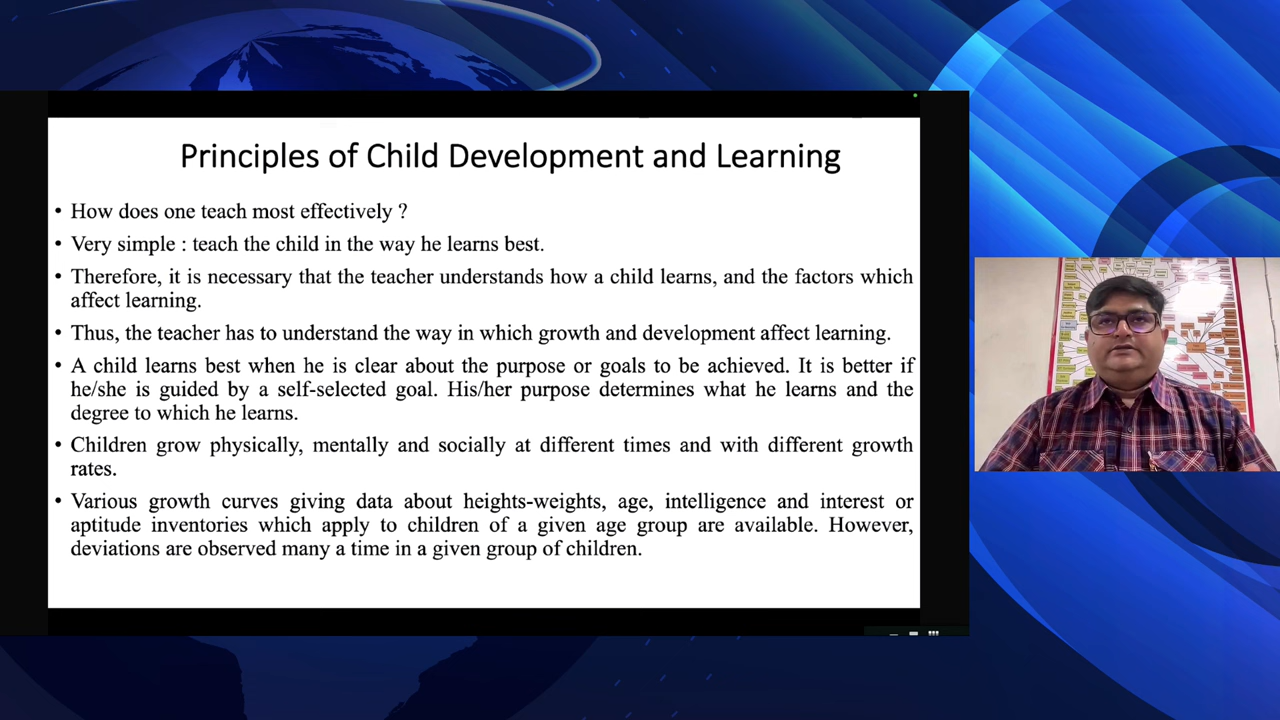 Principles of Child Development and Learning
• How does one teach most effectively ?
• Very simple : teach the child in the way he learns best.
• Therefore, it is necessary that the teacher understands how a child learns, and the factors which
affect learning.
• Thus, the teacher has to understand the way in which growth and development affect learning.
• A child learns best when he is clear about the purpose or goals to be achieved. It is better if
he/she is guided by a self-selected goal. His/her purpose determines what he learns and the
degree to which he learns.
• Children grow physically, mentally and socially at different times and with different growth
rates.
• Various growth curves giving data about heights-weights, age, intelligence and interest or
aptitude inventories which apply to children of a given age group are available. However,
deviations are observed many a time in a given group of children.